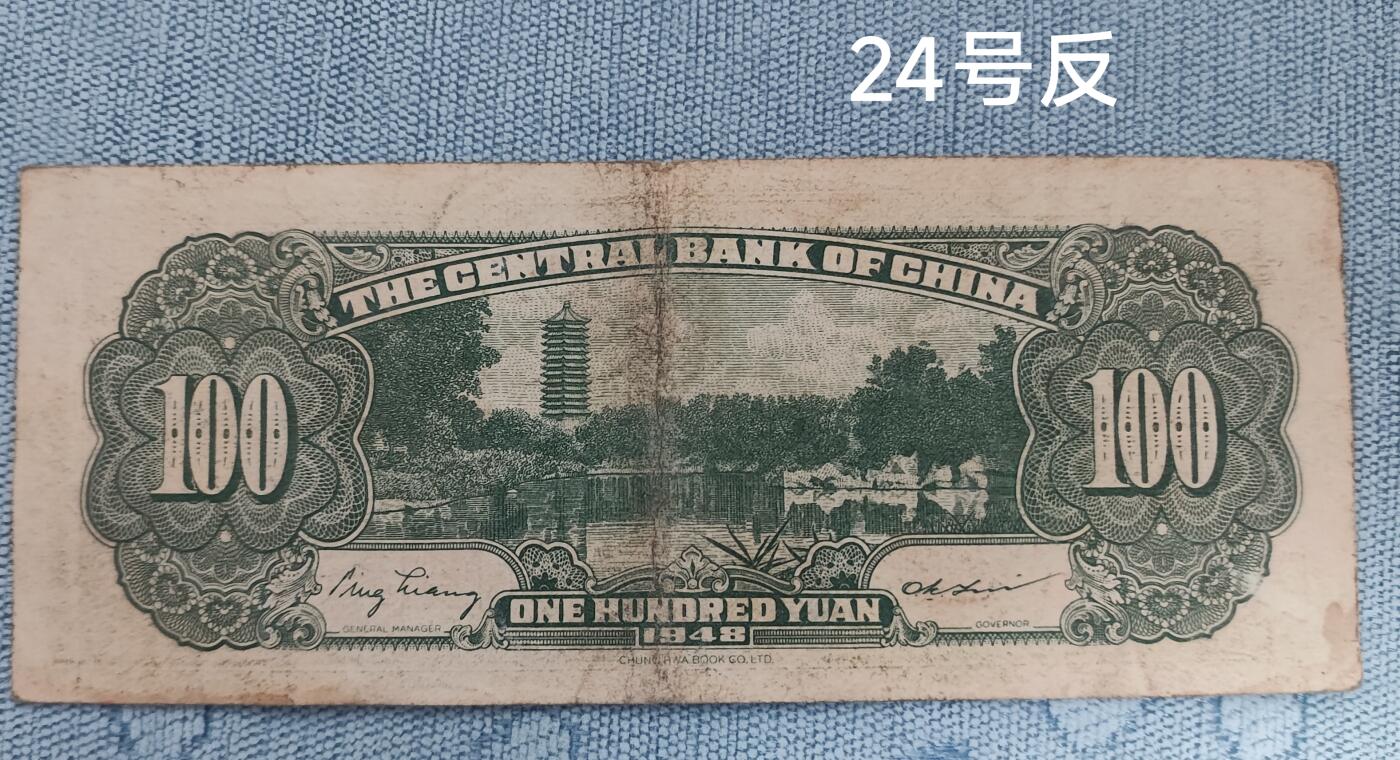 24号反
THE CENTRAL BANK OF CHINA
100
100
GENERAL MANAGER
GOVERNOR
ONE HUNDRED YUAN
1948
CHUNG HWA BOOK CO. LTD.